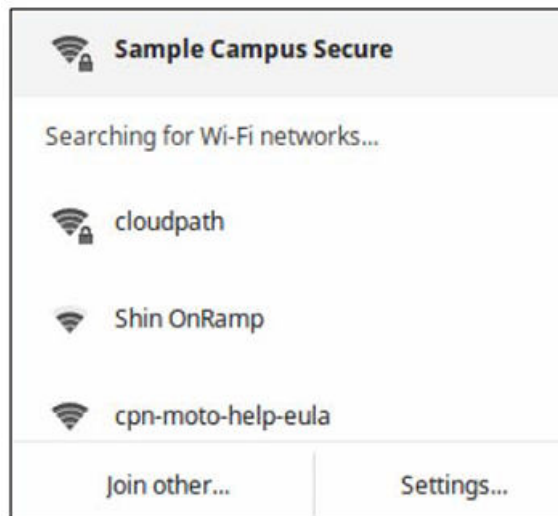 Sample Campus Secure
Searching for Wi-Fi networks...
cloudpath
Shin OnRamp
cpn-moto-help-eula
Join other... Settings...